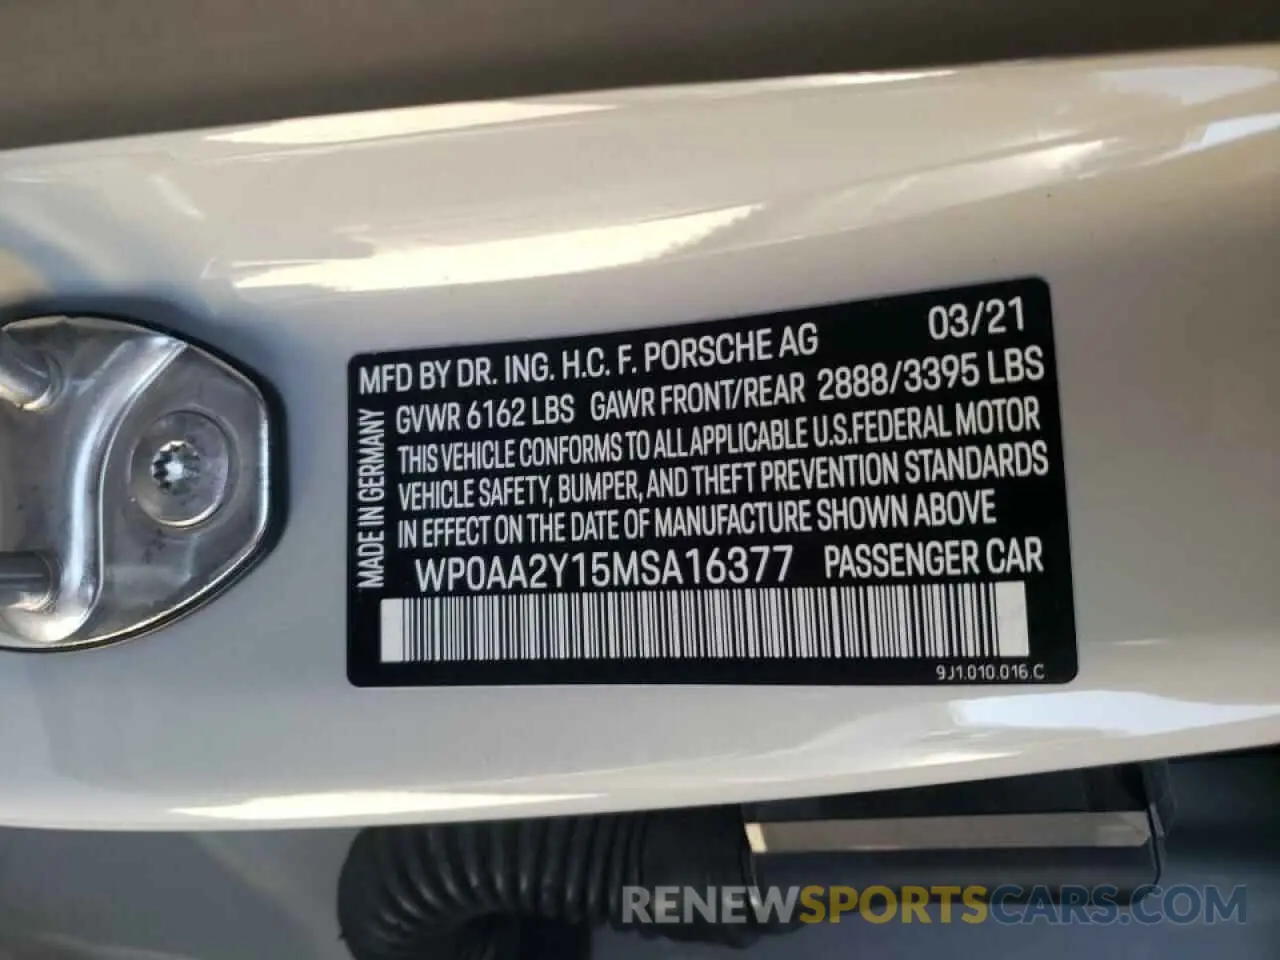 03/21
MFD BY DR. ING. H.C. F. PORSCHE AG
GVWR 6162 LBS GAWR FRONT/REAR 2888/3395 LBS
THIS VEHICLE CONFORMS TO ALL APPLICABLE U.S.FEDERAL MOTOR
VEHICLE SAFETY, BUMPER, AND THEFT PREVENTION STANDARDS
IN EFFECT ON THE DATE OF MANUFACTURE SHOWN ABOVE
MADE IN GERMANY
WP0AA2Y15MSA16377 PASSENGER CAR
9J1.010.016.C
RENEWSPORTSCARS.COM